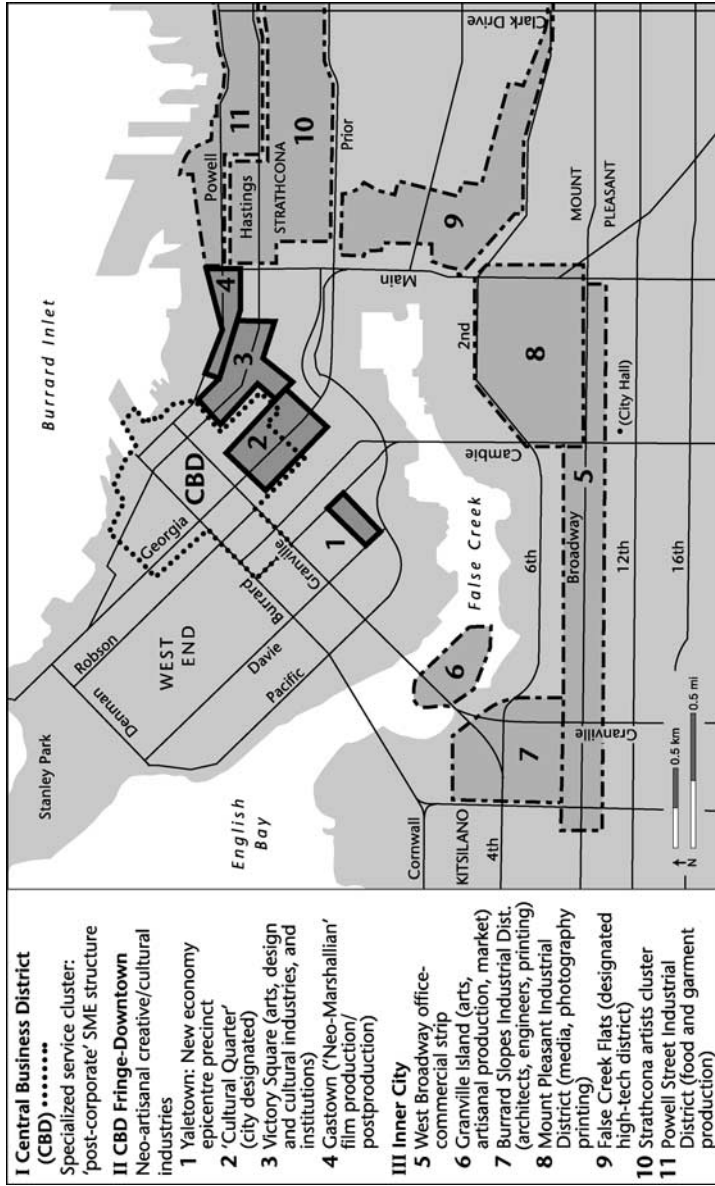 I Central Business District
(CBD) ••••••••
Specialized service cluster:
'post-corporate' SME structure
II CBD Fringe-Downtown
Neo-artisanal creative/cultural
industries
1 Yaletown: New economy
epicentre precinct
2 'Cultural Quarter'
(city designated)
3 Victory Square (arts, design
and cultural industries, and
institutions)
4 Gastown ('Neo-Marshallian'
film production/
postproduction)
III Inner City
5 West Broadway office-
commercial strip
6 Granville Island (arts,
artisanal production, market)
7 Burrard Slopes Industrial Dist.
(architects, engineers, printing)
8 Mount Pleasant Industrial
District (media, photography
printing)
9 False Creek Flats (designated
high-tech district)
10 Strathcona artists cluster
11 Powell Street Industrial
District (food and garment
production)
Stanley Park
Burrard Inlet
English
Bay
Denman
Robson
WEST
END
Davie
Pacific
Georgia
CBD
Burrard
Granville
1
2
3
4
Powell
11
Hastings
STRATHCONA
10
Prior
Clark Drive
Main
9
False Creek
Cambie
6
Cornwall
KITSILANO
4th
7
6th
2nd
8
Broadway
5
MOUNT
PLEASANT
(City Hall)
12th
16th
Granville
N
0.5 km
0.5 mi